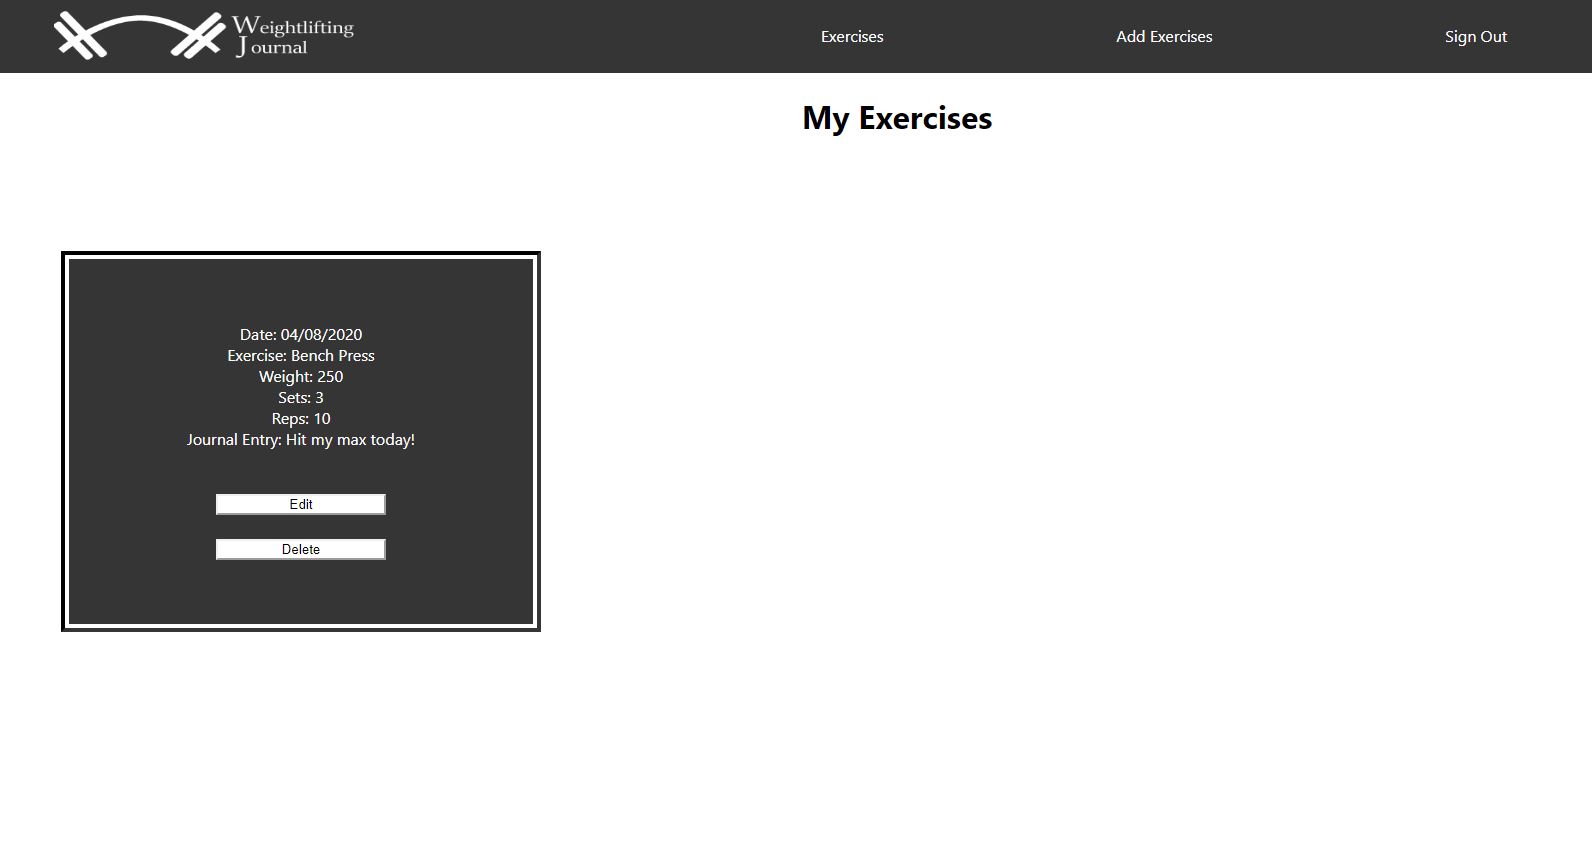 Weightlifting
Journal
Exercises
Add Exercises
Sign Out
My Exercises
Date: 04/08/2020
Exercise: Bench Press
Weight: 250
Sets: 3
Reps: 10
Journal Entry: Hit my max today!
Edit
Delete